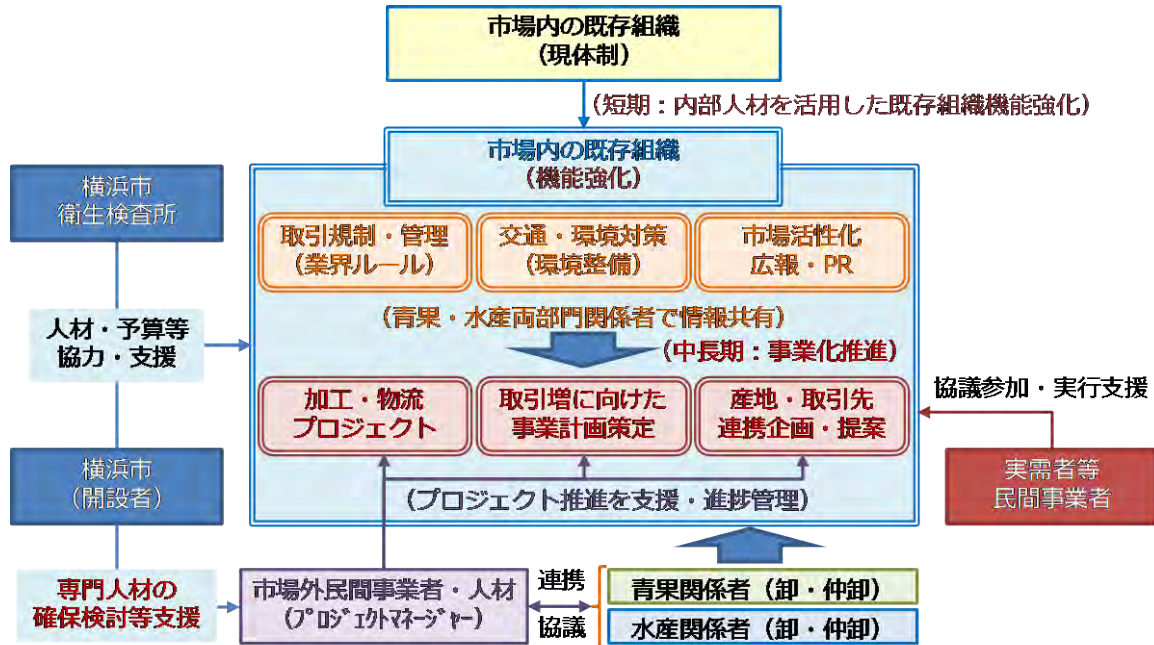 市場内の既存組織
(現体制)
(短期：内部人材を活用した既存組織機能強化)
市場内の既存組織
(機能強化)
横浜市
衛生検査所
取引規制・管理
(業界ルール)
交通・環境対策
(環境整備)
市場活性化
広報・PR
(青果・水産両部門関係者で情報共有)
人材・予算等
協力・支援
(中長期：事業化推進)
加工・物流
プロジェクト
取引増に向けた
事業計画策定
産地・取引先
連携企画・提案
協議参加・実行支援
横浜市
(開設者)
(プロジェクト推進を支援・進捗管理)
実需者等
民間事業者
専門人材の
確保検討等支援
市場外民間事業者・人材
(ﾌﾟﾛｼﾞｪｸﾄﾏﾈｰｼﾞｬｰ)
連携
協議
青果関係者（卸・仲卸）
水産関係者（卸・仲卸）